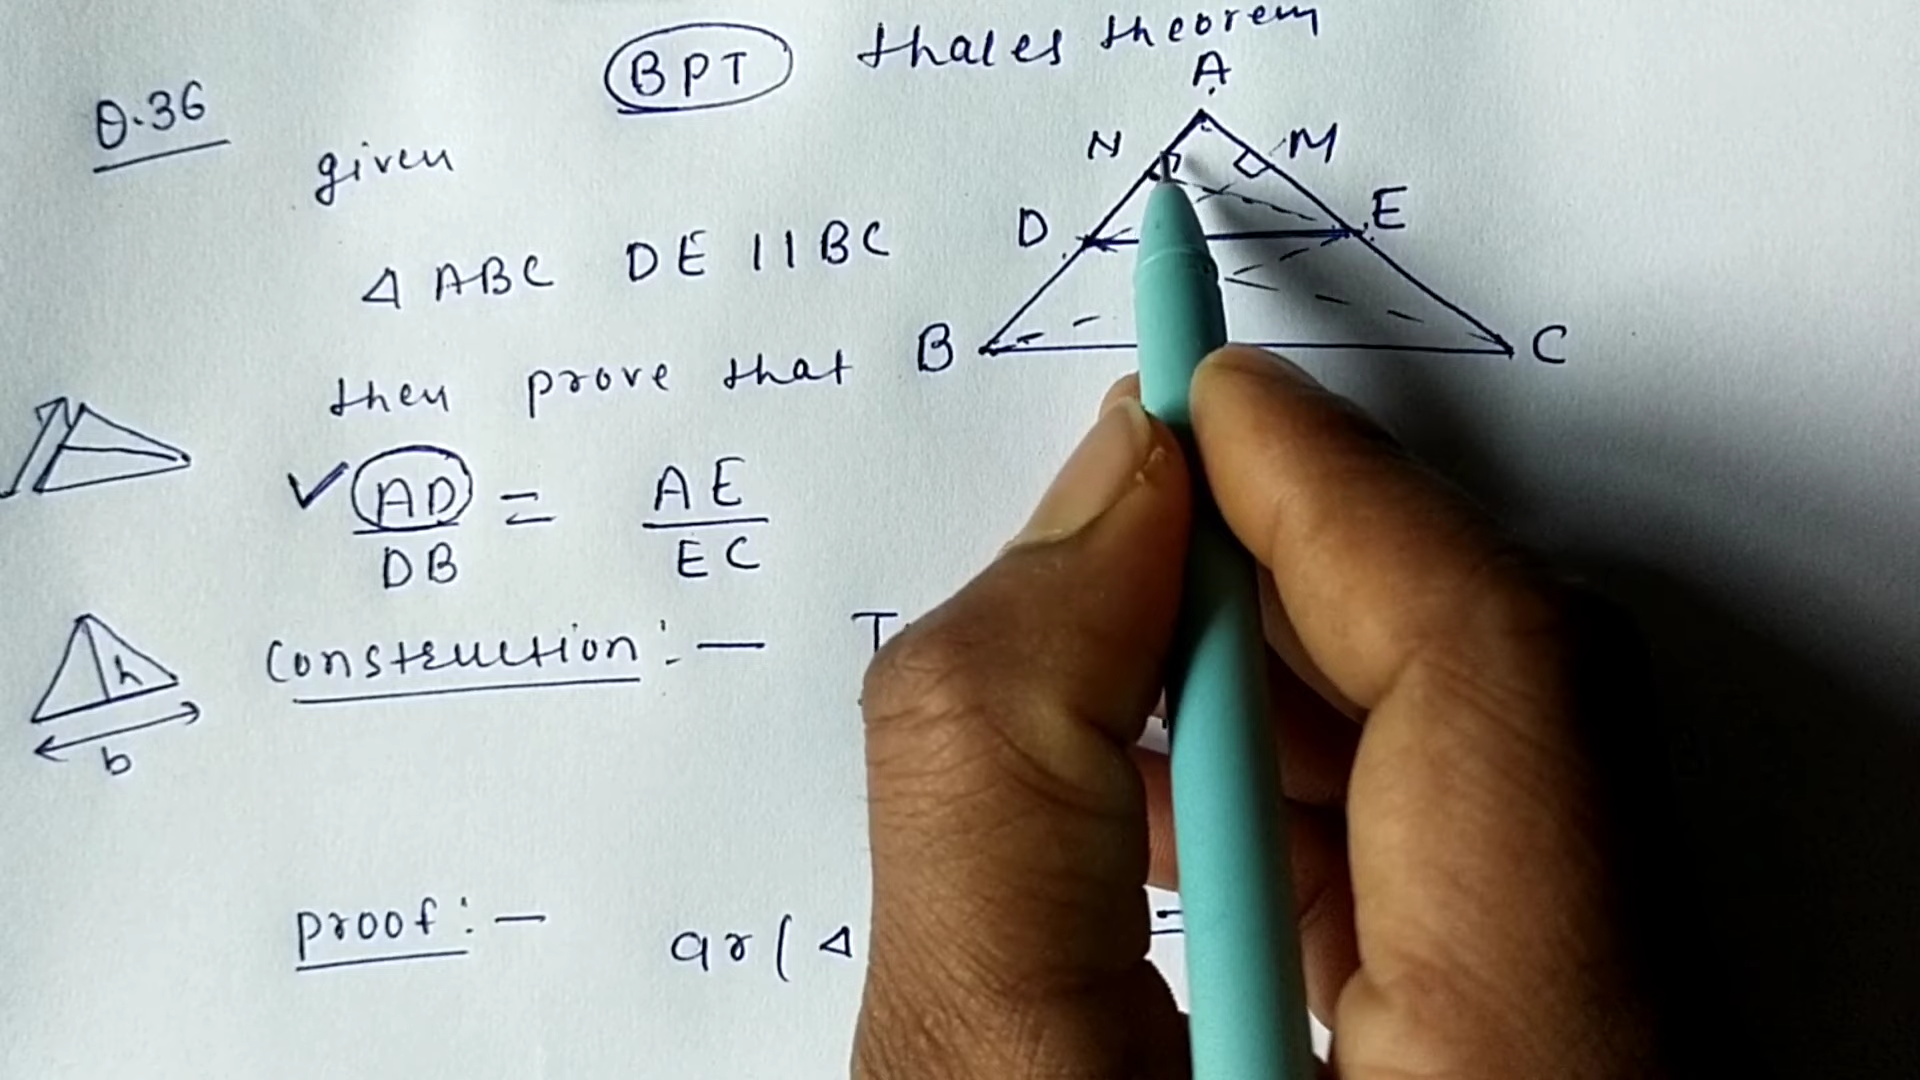 BPT thales theorem
Q.36
given
△ ABC DE || BC
then prove that
AD/DB = AE/EC
construction :—
proof :— ar(△ =
A
N M
D E
B C
h
b